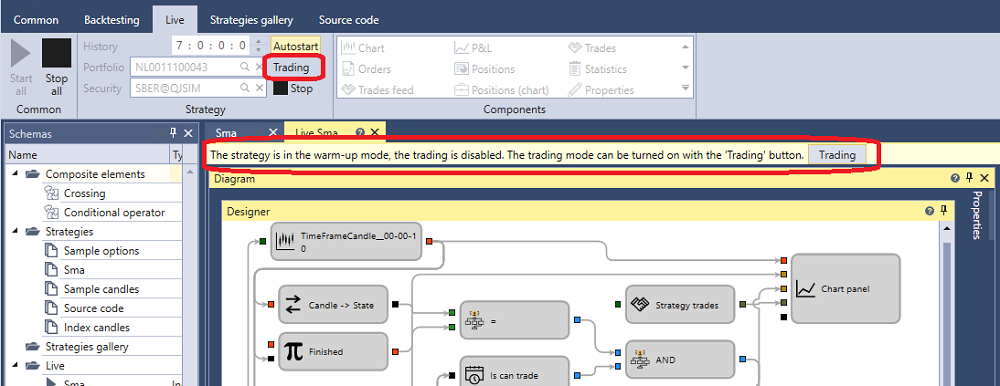 Common Backtesting Live Strategies gallery Source code
Start all
Stop all
Common
History 7 : 0 : 0 : 0 Autostart
Portfolio NL0011100043 Trading
Security SBER@QJSIM Stop
Strategy
Chart P&L Trades
Orders Positions Statistics
Trades feed Positions (chart) Properties
Components
Schemas
Name Ty
Composite elements
Crossing
Conditional operator
Strategies
Sample options
Sma
Sample candles
Source code
Index candles
Strategies gallery
Live
Sma In
Sma Live Sma
The strategy is in the warm-up mode, the trading is disabled. The trading mode can be turned on with the 'Trading' button. Trading
Diagram
Designer
Properties
TimeFrameCandle__00-00-1
0
Candle -> State
Finished
=
Is can trade
Strategy trades
AND
Chart panel